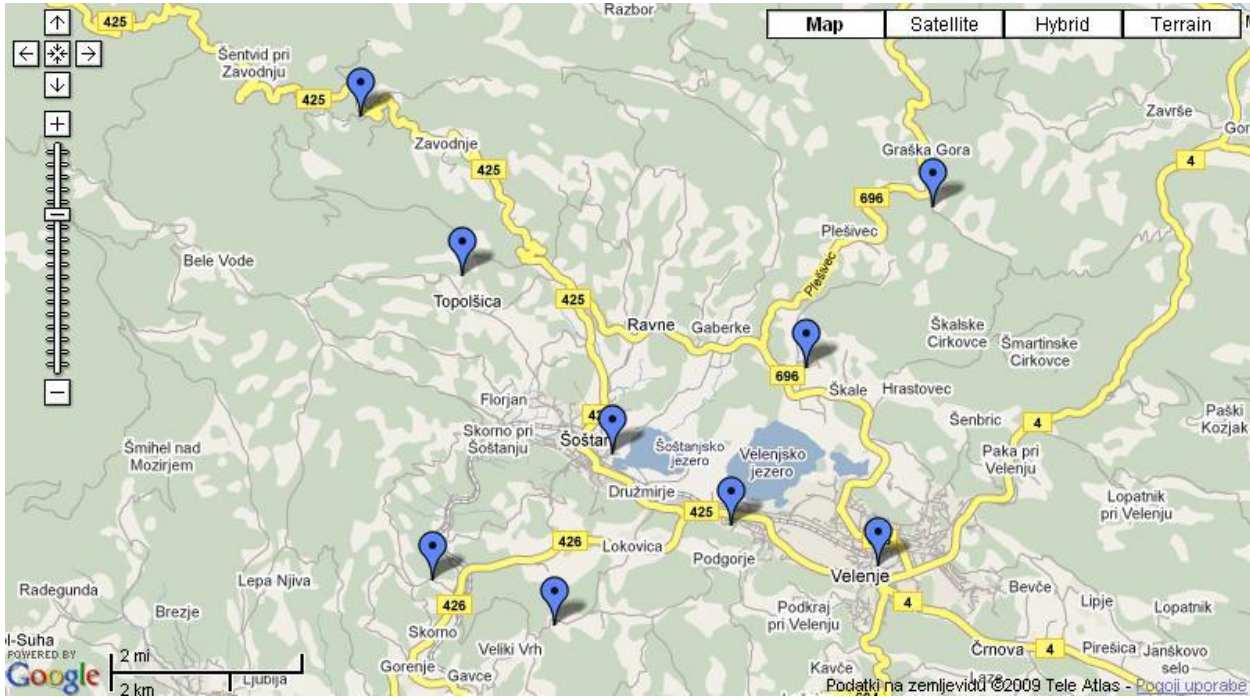 425
Razbor
Map
Satellite
Hybrid
Terrain
Šentvid pri
Zavodnju
425
Zavodnje
425
Završe
4
Graška Gora
696
Plešivec
Plešivec
Bele Vode
Topolšica
425
Ravne
Gaberke
Škalske
Cirkovce
Šmartinske
Cirkovce
696
Škale
Hrastovec
Florjan
Skorno pri
Šoštanju
Šenbric
4
Paški
Kozjak
Šmihel nad
Mozirjem
Šoštanjsko
jezero
Velenjsko
jezero
Paka pri
Velenju
Družmirje
425
Lopatnik
pri Velenju
426
Lokovica
Podgorje
Velenje
Radegunda
Lepa Njiva
Brezje
426
Bevče
Lipje
Lopatnik
4
Podkraj
pri Velenju
Skorno
Veliki Vrh
Črnova
4
Pirešica
Janškovo
selo
l-Suha
POWERED BY
Google
2 mi
2 km
Ljubija
Gorenje
Gavce
Kavče
Podatki na zemljevidu ©2009 Tele Atlas - Pogoji uporabe